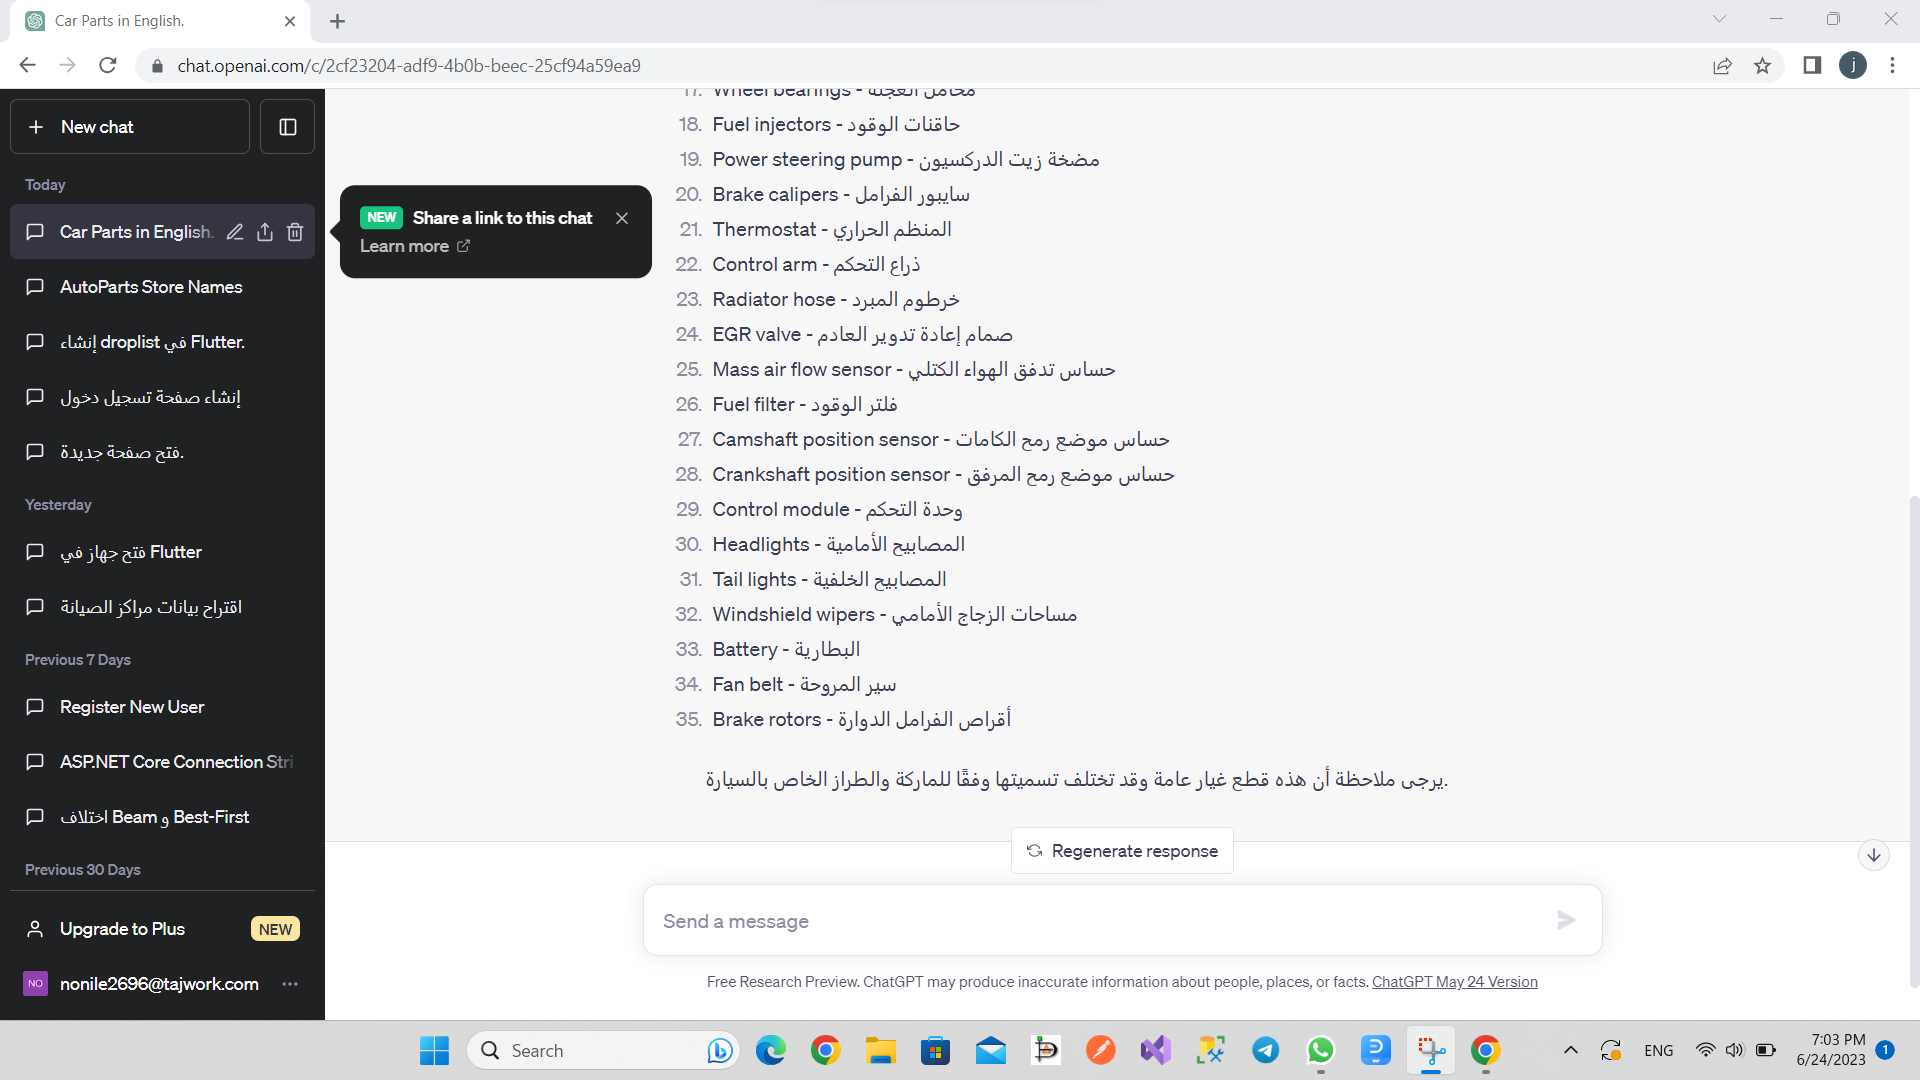 Car Parts in English.
chat.openai.com/c/2cf23204-adf9-4b0b-beec-25cf94a59ea9
j
New chat
Today
Car Parts in English.
AutoParts Store Names
إنشاء droplist في Flutter.
إنشاء صفحة تسجيل دخول
فتح صفحة جديدة.
Yesterday
فتح جهاز في Flutter
اقتراح بيانات مراكز الصيانة
Previous 7 Days
Register New User
ASP.NET Core Connection Stri
اختلاف Beam و Best-First
Previous 30 Days
Upgrade to Plus NEW
NO nonile2696@tajwork.com
NEW Share a link to this chat
Learn more
17. Wheel bearings - محامل العجلة
18. Fuel injectors - حاقنات الوقود
19. Power steering pump - مضخة زيت الدركسيون
20. Brake calipers - سايبور الفرامل
21. Thermostat - المنظم الحراري
22. Control arm - ذراع التحكم
23. Radiator hose - خرطوم المبرد
24. EGR valve - صمام إعادة تدوير العادم
25. Mass air flow sensor - حساس تدفق الهواء الكتلي
26. Fuel filter - فلتر الوقود
27. Camshaft position sensor - حساس موضع رمح الكامات
28. Crankshaft position sensor - حساس موضع رمح المرفق
29. Control module - وحدة التحكم
30. Headlights - المصابيح الأمامية
31. Tail lights - المصابيح الخلفية
32. Windshield wipers - مساحات الزجاج الأمامي
33. Battery - البطارية
34. Fan belt - سير المروحة
35. Brake rotors - أقراص الفرامل الدوارة
يرجى ملاحظة أن هذه قطع غيار عامة وقد تختلف تسميتها وفقًا للماركة والطراز الخاص بالسيارة.
Regenerate response
Send a message
Free Research Preview. ChatGPT may produce inaccurate information about people, places, or facts. ChatGPT May 24 Version
Search
ENG
7:03 PM
6/24/2023
1